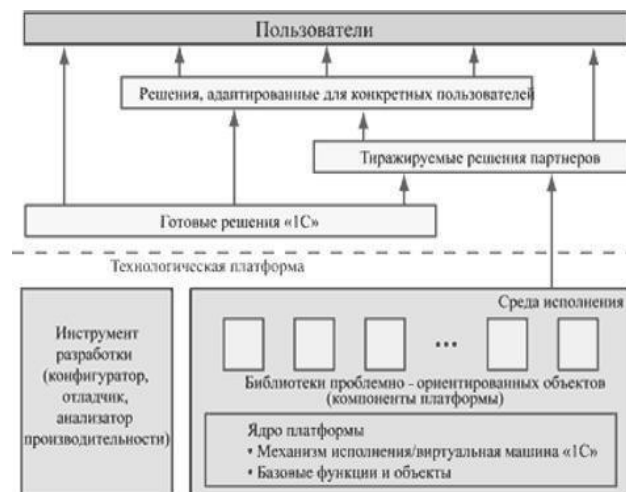 Пользователи
Решения, адаптированные для конкретных пользователей
Тиражируемые решения партнеров
Готовые решения «1С»
Технологическая платформа
Инструмент
разработки
(конфигуратор,
отладчик,
анализатор
производительности)
Среда исполнения
...
Библиотеки проблемно - ориентированных объектов
(компоненты платформы)
Ядро платформы
• Механизм исполнения/виртуальная машина «1С»
• Базовые функции и объекты